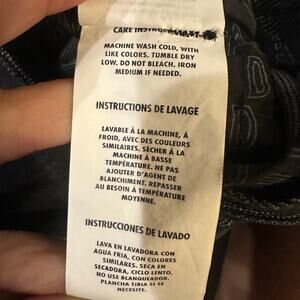 CARE INSTRUCTIONS
MACHINE WASH COLD, WITH
LIKE COLORS. TUMBLE DRY
LOW. DO NOT BLEACH. IRON
MEDIUM IF NEEDED.
INSTRUCTIONS DE LAVAGE
LAVABLE À LA MACHINE, À
FROID, AVEC DES COULEURS
SIMILAIRES. SÉCHER À LA
MACHINE À BASSE
TEMPÉRATURE. NE PAS
AJOUTER D'AGENT DE
BLANCHIMENT. REPASSER
AU BESOIN À TEMPÉRATURE
MOYENNE.
INSTRUCCIONES DE LAVADO
LAVA EN LAVADORA CON
AGUA FRIA, CON COLORES
SIMILARES. SECA EN
SECADORA, CICLO LENTO.
NO USE BLANQUEADOR.
PLANCHA TIBIA SI SE
NECESITE.